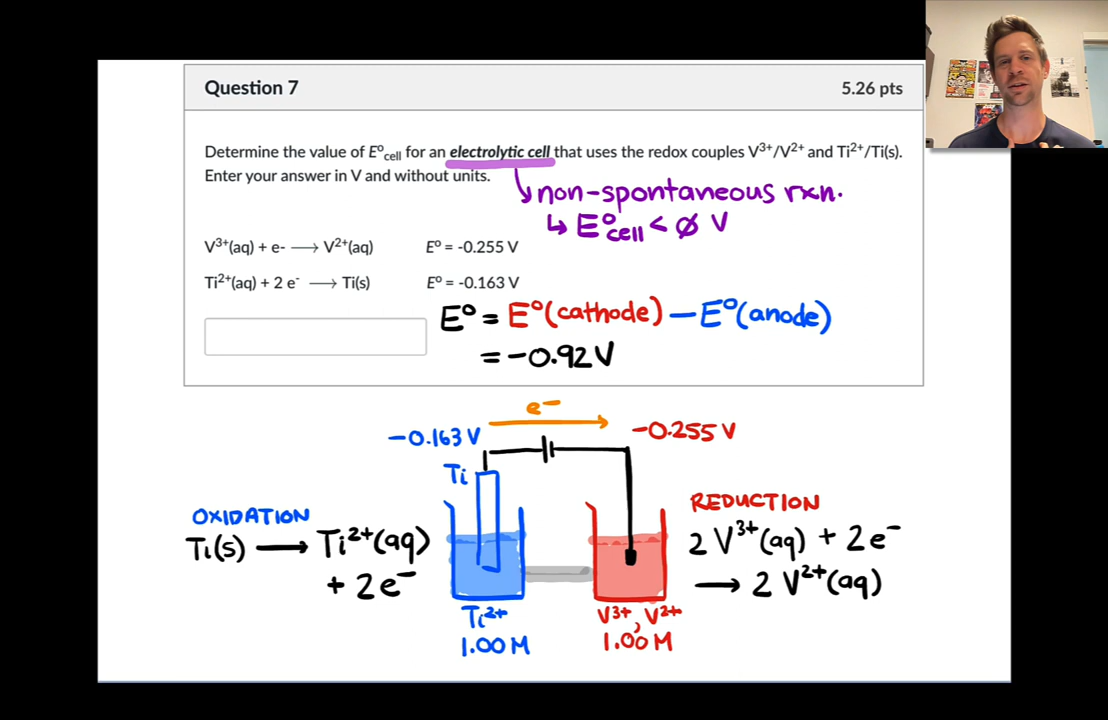 Question 7
5.26 pts
Determine the value of E°cell for an electrolytic cell that uses the redox couples V³⁺/V²⁺ and Ti²⁺/Ti(s).
Enter your answer in V and without units.
non-spontaneous rxn.
↳ E°cell < 0 V
V³⁺(aq) + e- ⟶ V²⁺(aq) E° = -0.255 V
Ti²⁺(aq) + 2 e⁻ ⟶ Ti(s) E° = -0.163 V
E° = E°(cathode) – E°(anode)
= -0.92 V
e⁻
-0.163 V
-0.255 V
Ti
OXIDATION
Ti(s) ⟶ Ti²⁺(aq)
+ 2e⁻
REDUCTION
2 V³⁺(aq) + 2e⁻
⟶ 2 V²⁺(aq)
Ti²⁺
1.00 M
V³⁺, V²⁺
1.00 M